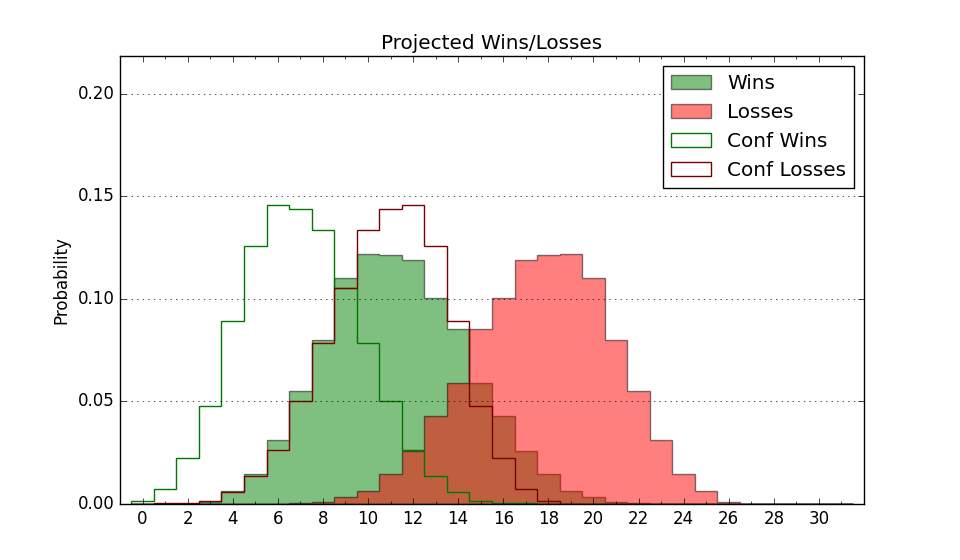 Projected Wins/Losses
Wins
Losses
Conf Wins
Conf Losses
Probability
0.20
0.15
0.10
0.05
0.00
0 2 4 6 8 10 12 14 16 18 20 22 24 26 28 30